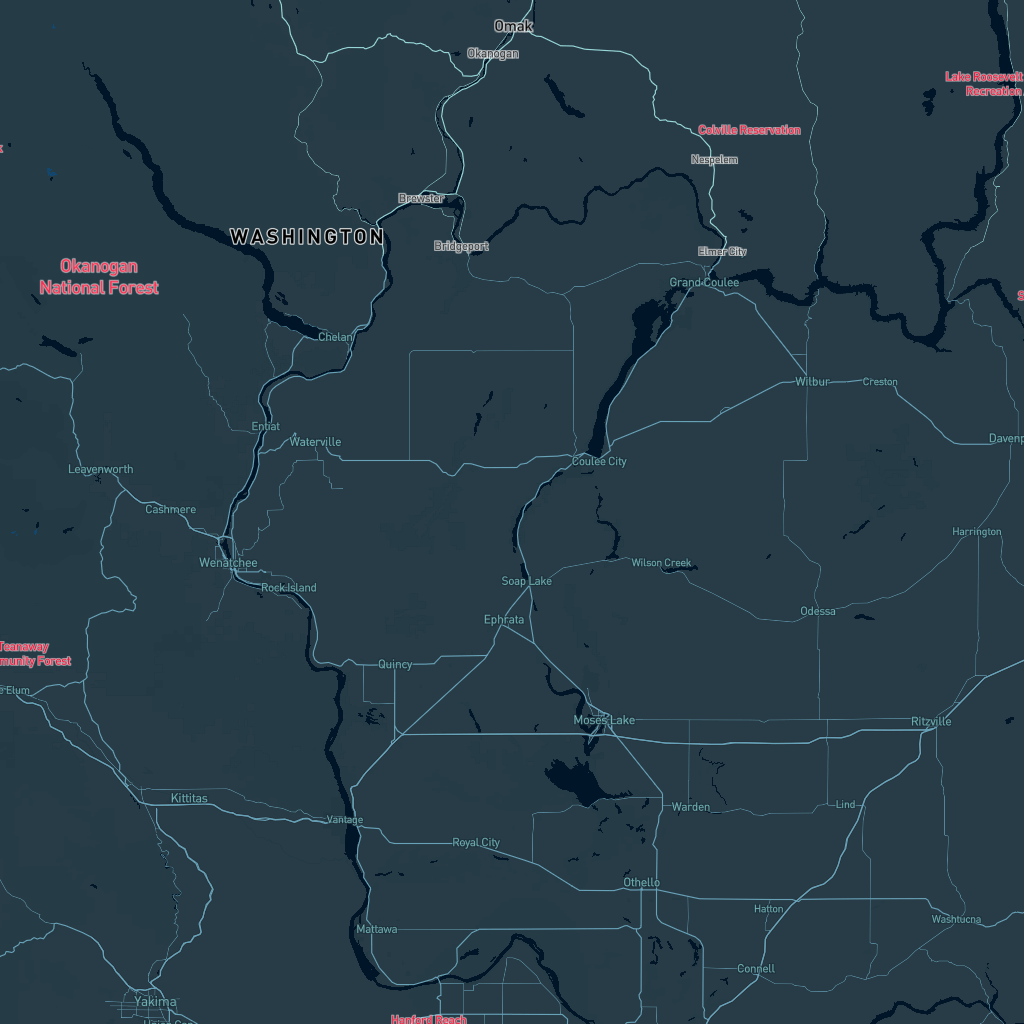 Omak
Okanogan
Lake Roosevelt
Recreation
Colville Reservation
Nespelem
Brewster
WASHINGTON
Bridgeport
Elmer City
Okanogan
National Forest
Grand Coulee
Chelan
Wilbur
Creston
Entiat
Waterville
Davenp
Leavenworth
Coulee City
Cashmere
Harrington
Wenatchee
Wilson Creek
Rock Island
Soap Lake
Odessa
Ephrata
Teanaway
munity Forest
Quincy
e Elum
Moses Lake
Ritzville
Kittitas
Warden
Lind
Vantage
Royal City
Othello
Hatton
Washtucna
Mattawa
Connell
Yakima
Hanford Reach